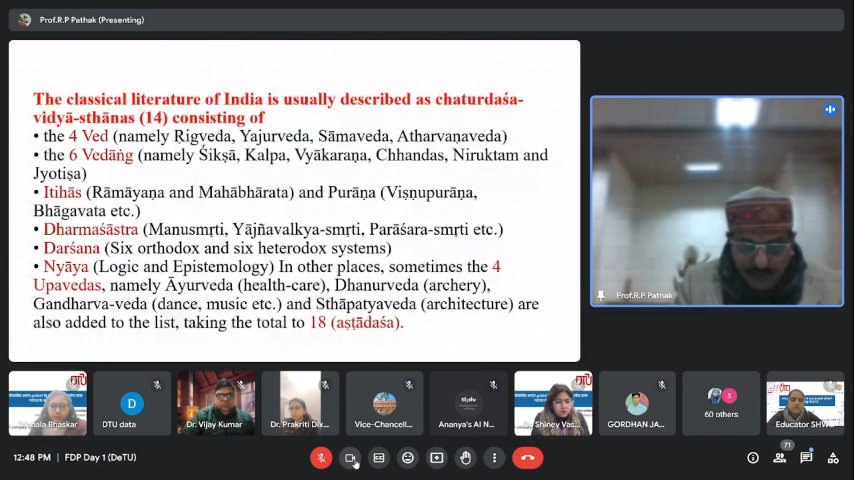 Prof.R.P Pathak (Presenting)
The classical literature of India is usually described as chaturdaśa-
vidyā-sthānas (14) consisting of
• the 4 Ved (namely Ṛigveda, Yajurveda, Sāmaveda, Atharvaṇaveda)
• the 6 Vedāṅg (namely Śikṣā, Kalpa, Vyākaraṇa, Chhandas, Niruktam and
Jyotiṣa)
• Itihās (Rāmāyaṇa and Mahābhārata) and Purāṇa (Viṣṇupurāṇa,
Bhāgavata etc.)
• Dharmaśāstra (Manusmṛti, Yājñavalkya-smṛti, Parāśara-smṛti etc.)
• Darśana (Six orthodox and six heterodox systems)
• Nyāya (Logic and Epistemology) In other places, sometimes the 4
Upavedas, namely Āyurveda (health-care), Dhanurveda (archery),
Gandharva-veda (dance, music etc.) and Sthāpatyaveda (architecture) are
also added to the list, taking the total to 18 (aṣṭādaśa).
Prof.R.P Pathak
Bhaskar
D
DTU data
Dr. Vijay Kumar
Dr. Prakriti Dix...
Vice-Chancell...
tl;dv
Ananya's AI N...
Shiney Vas...
GORDHAN JA...
S
60 others
Educator SHW
12:48 PM | FDP Day 1 (DeTU)
71